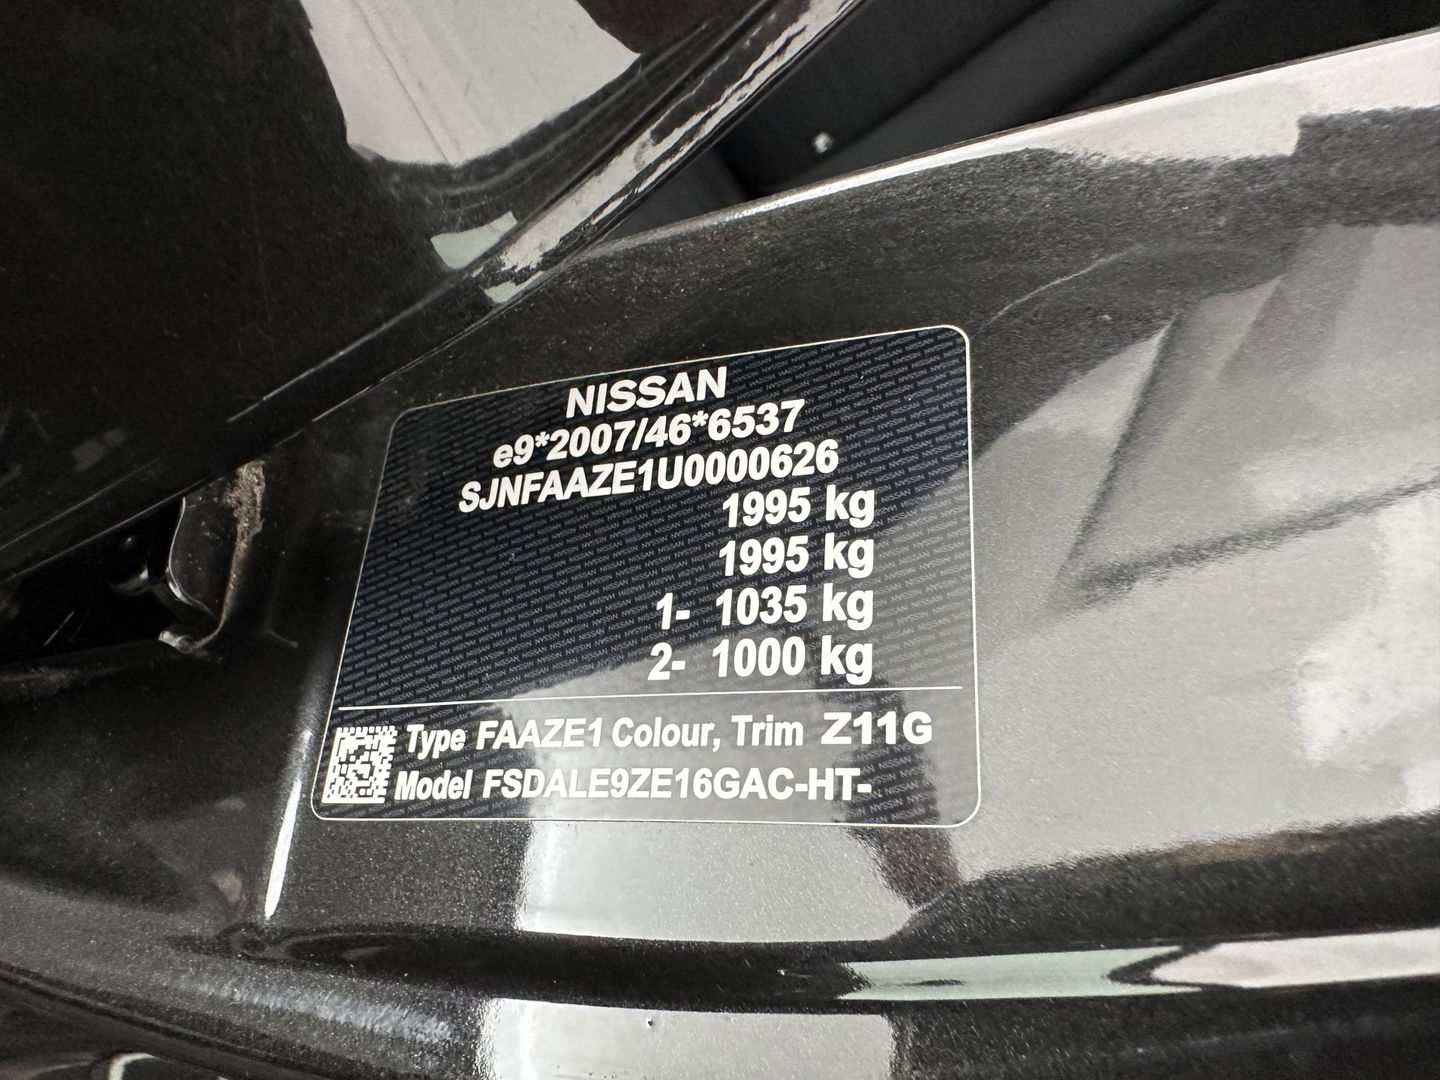 NISSAN
e9*2007/46*6537
SJNFAAZE1U0000626
1995 kg
1995 kg
1- 1035 kg
2- 1000 kg
Type FAAZE1 Colour, Trim Z11G
Model FSDALE9ZE16GAC-HT-